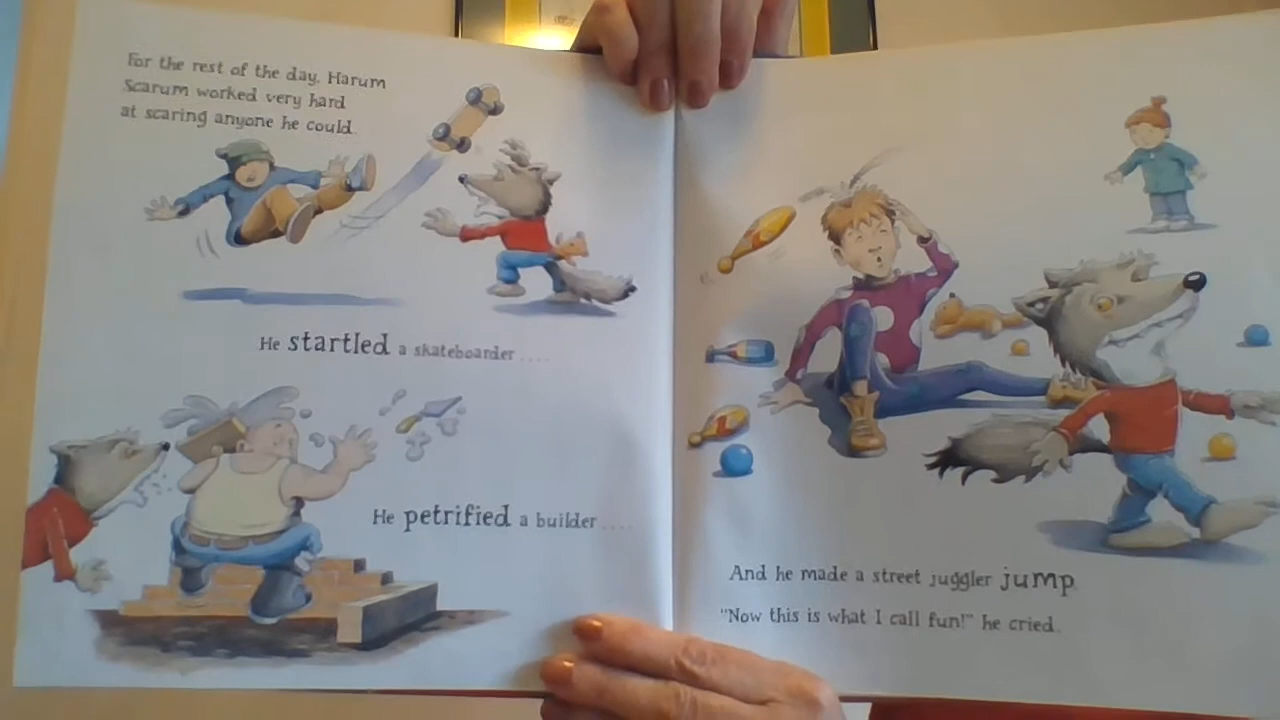 For the rest of the day, Harum
Scarum worked very hard
at scaring anyone he could.
He startled a skateboarder ....
He petrified a builder ....
And he made a street juggler jump.
"Now this is what I call fun!" he cried.